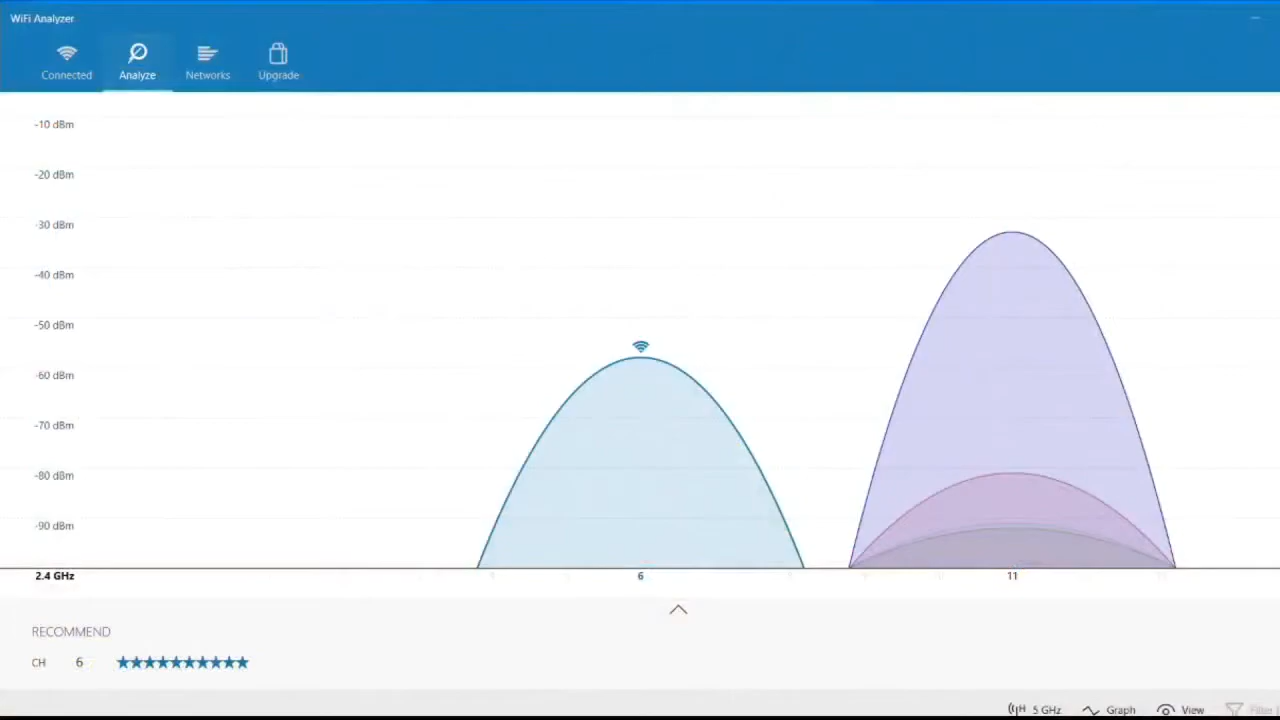 WiFi Analyzer
Connected Analyze Networks Upgrade
-10 dBm
-20 dBm
-30 dBm
-40 dBm
-50 dBm
-60 dBm
-70 dBm
-80 dBm
-90 dBm
2.4 GHz 6 11
RECOMMEND
CH 6 ★★★★★★★★★★
5 GHz Graph View Filter